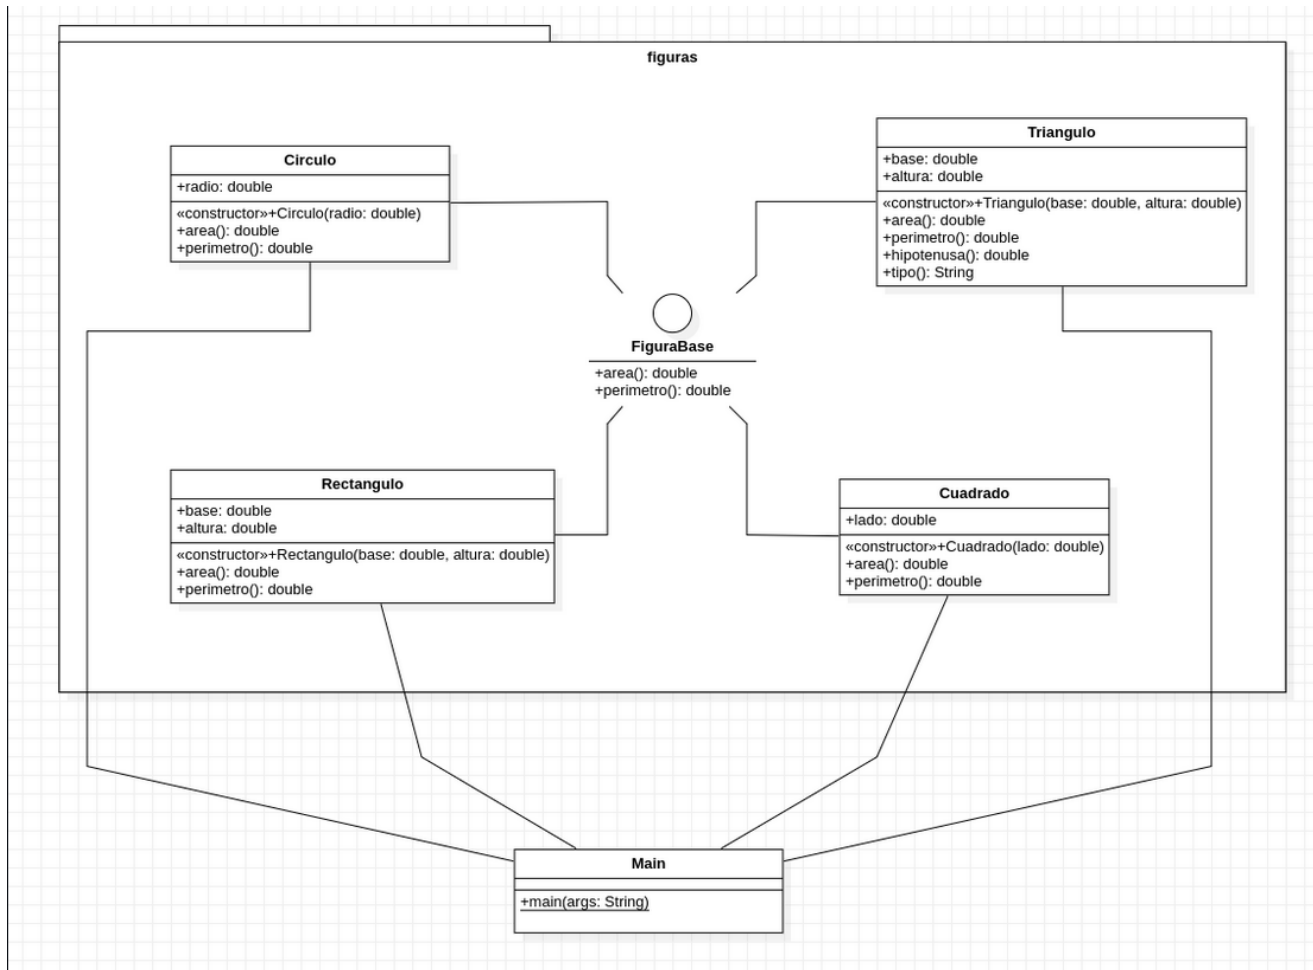 figuras
Circulo
+radio: double
«constructor»+Circulo(radio: double)
+area(): double
+perimetro(): double
Triangulo
+base: double
+altura: double
«constructor»+Triangulo(base: double, altura: double)
+area(): double
+perimetro(): double
+hipotenusa(): double
+tipo(): String
FiguraBase
+area(): double
+perimetro(): double
Rectangulo
+base: double
+altura: double
«constructor»+Rectangulo(base: double, altura: double)
+area(): double
+perimetro(): double
Cuadrado
+lado: double
«constructor»+Cuadrado(lado: double)
+area(): double
+perimetro(): double
Main
+main(args: String)